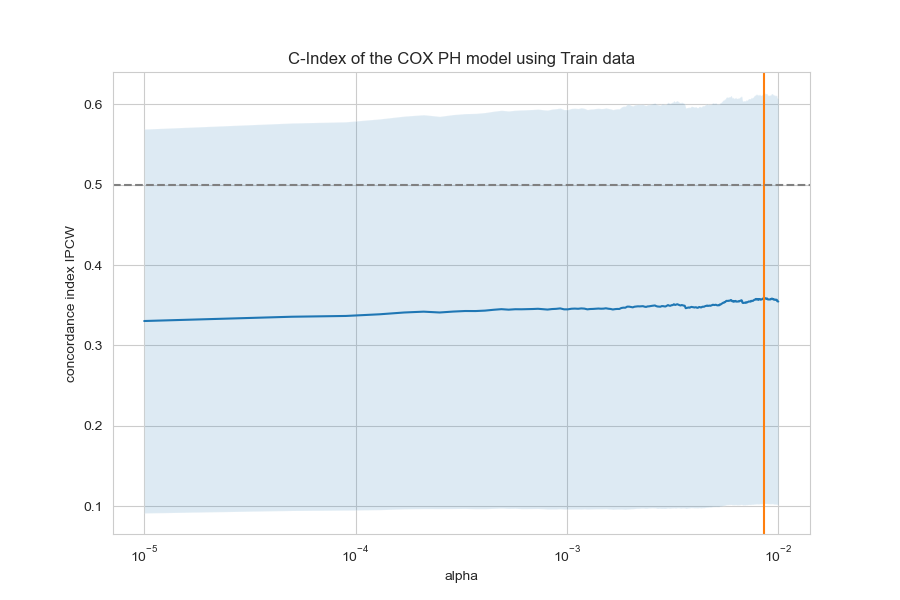 C-Index of the COX PH model using Train data
concordance index IPCW
0.6
0.5
0.4
0.3
0.2
0.1
10⁻⁵ 10⁻⁴ 10⁻³ 10⁻²
alpha